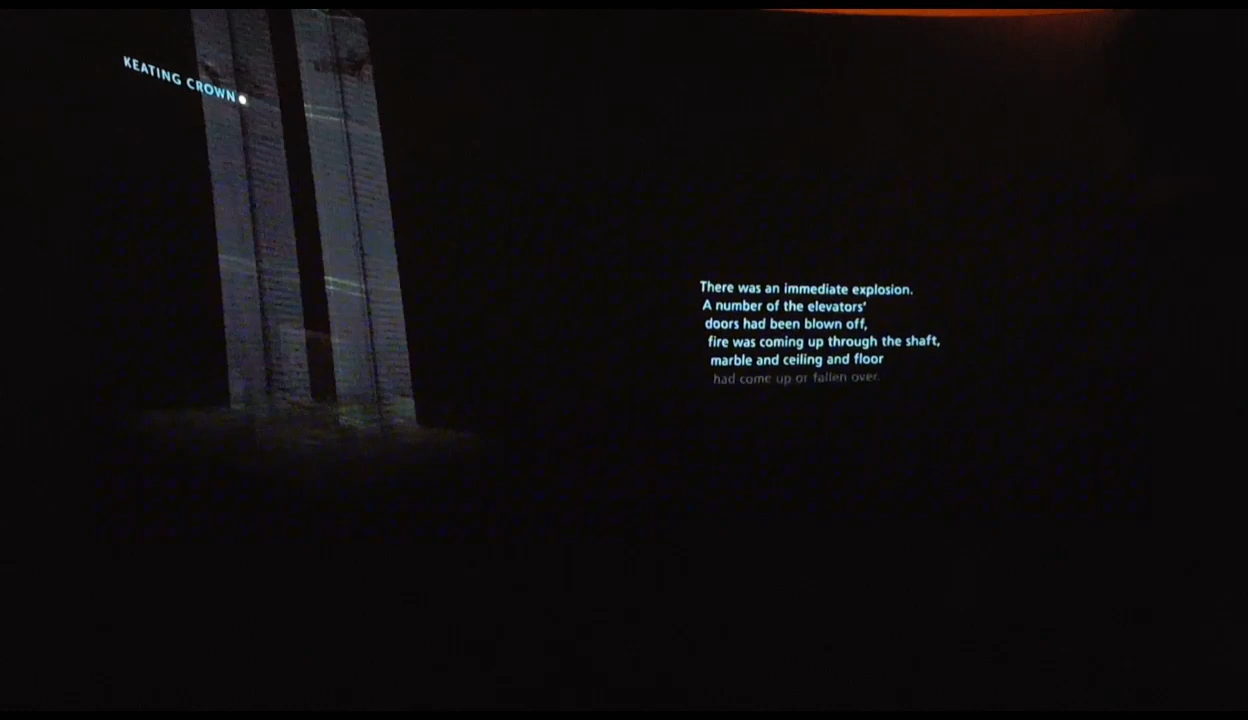 KEATING CROWN
There was an immediate explosion.
A number of the elevators'
doors had been blown off,
fire was coming up through the shaft,
marble and ceiling and floor
had come up or fallen over.